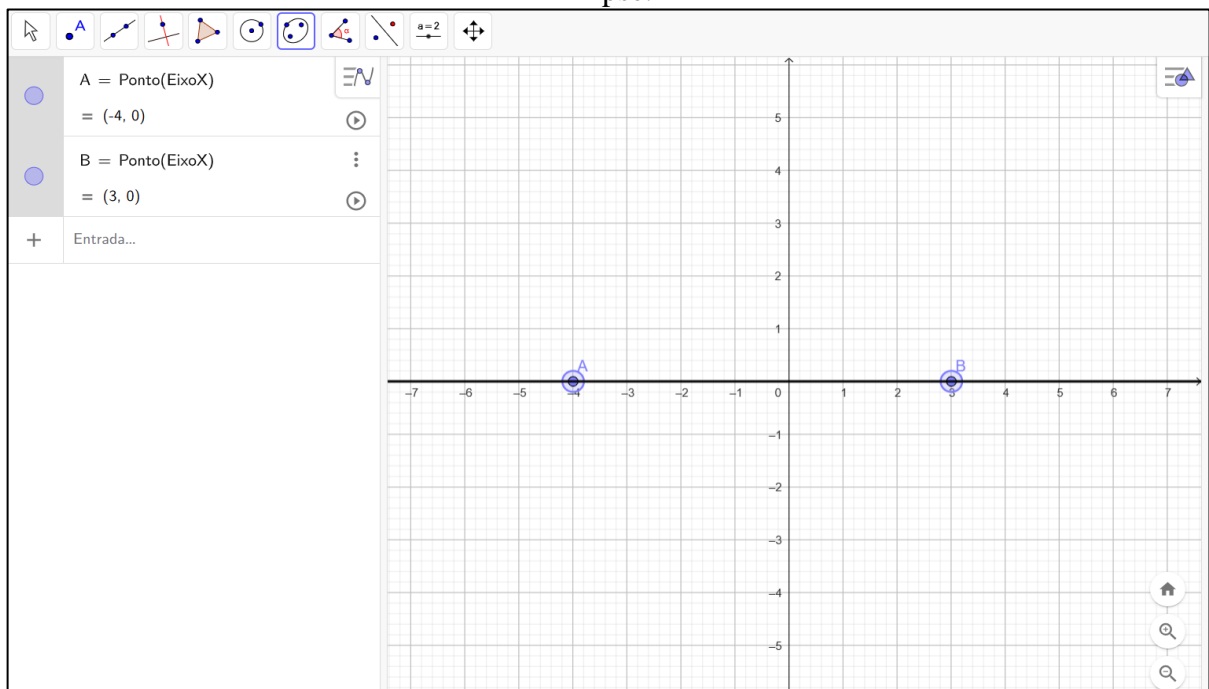 A
α
a = 2
A = Ponto(EixoX)
= (-4, 0)
B = Ponto(EixoX)
= (3, 0)
+ Entrada...
5
4
3
2
1
A
B
–7 –6 –5 –4 –3 –2 –1 0 1 2 3 4 5 6 7
–1
–2
–3
–4
–5